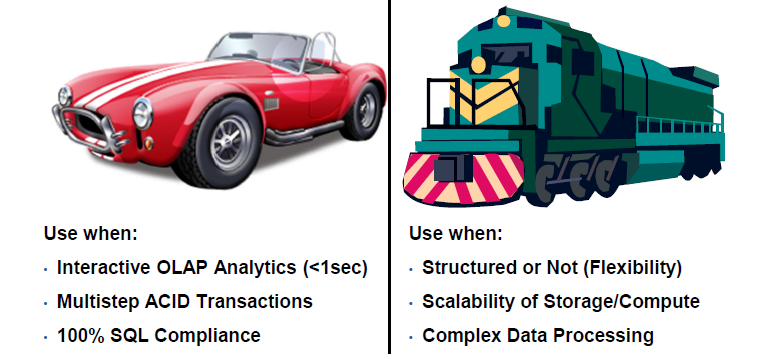 Use when:
· Interactive OLAP Analytics (<1sec)
· Multistep ACID Transactions
· 100% SQL Compliance
Use when:
· Structured or Not (Flexibility)
· Scalability of Storage/Compute
· Complex Data Processing